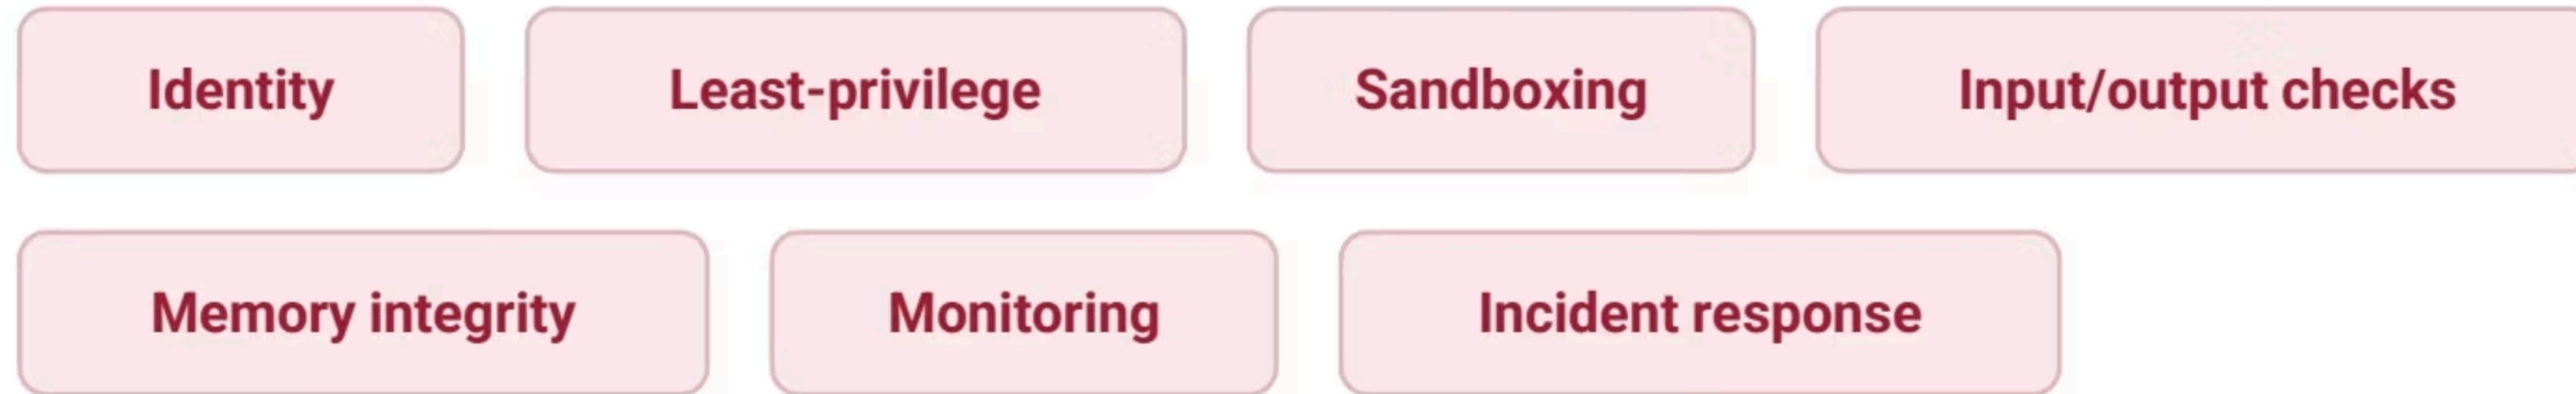 Identity Least-privilege Sandboxing Input/output checks
Memory integrity Monitoring Incident response